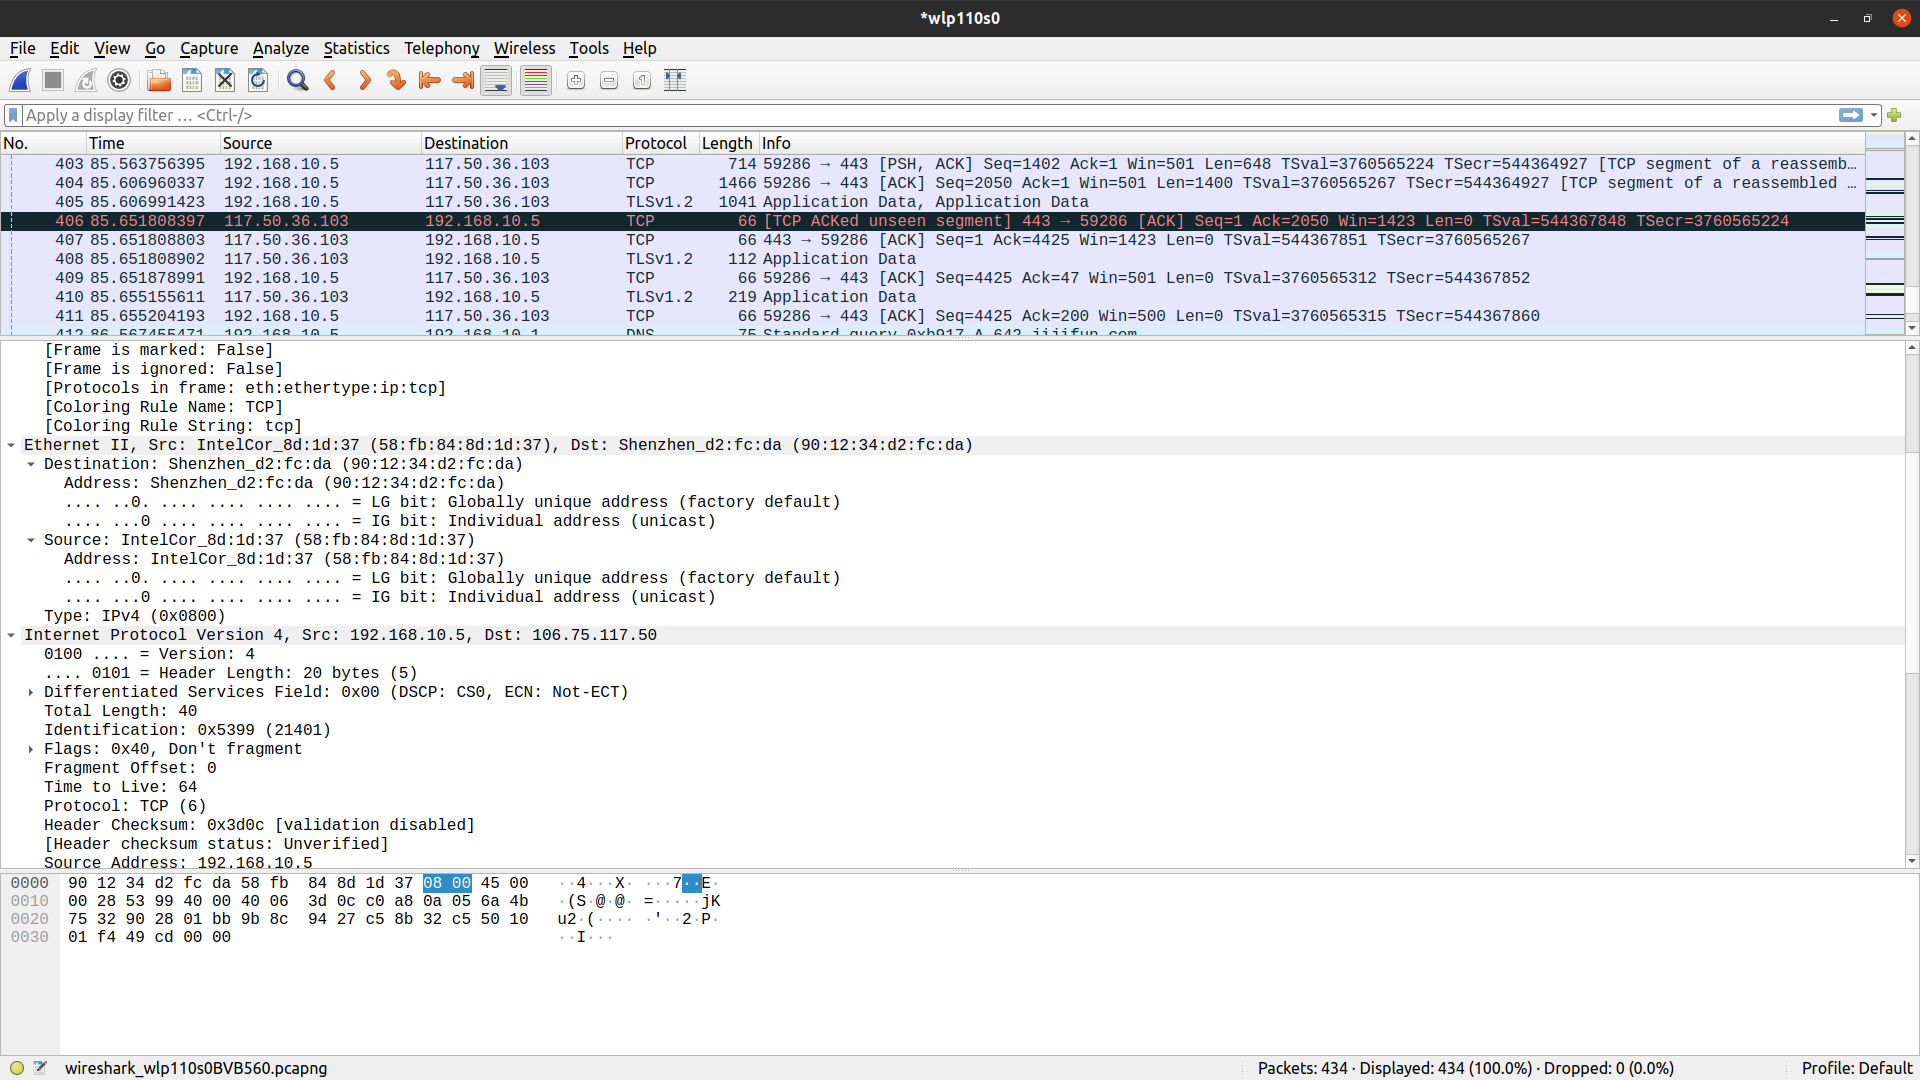 *wlp110s0
File Edit View Go Capture Analyze Statistics Telephony Wireless Tools Help
Apply a display filter … <Ctrl-/>
No. Time Source Destination Protocol Length Info
403 85.563756395 192.168.10.5 117.50.36.103 TCP 714 59286 → 443 [PSH, ACK] Seq=1402 Ack=1 Win=501 Len=648 TSval=3760565224 TSecr=544364927 [TCP segment of a reassemb…
404 85.606960337 192.168.10.5 117.50.36.103 TCP 1466 59286 → 443 [ACK] Seq=2050 Ack=1 Win=501 Len=1400 TSval=3760565267 TSecr=544364927 [TCP segment of a reassembled …
405 85.606991423 192.168.10.5 117.50.36.103 TLSv1.2 1041 Application Data, Application Data
406 85.651808397 117.50.36.103 192.168.10.5 TCP 66 [TCP ACKed unseen segment] 443 → 59286 [ACK] Seq=1 Ack=2050 Win=1423 Len=0 TSval=544367848 TSecr=3760565224
407 85.651808803 117.50.36.103 192.168.10.5 TCP 66 443 → 59286 [ACK] Seq=1 Ack=4425 Win=1423 Len=0 TSval=544367851 TSecr=3760565267
408 85.651808902 117.50.36.103 192.168.10.5 TLSv1.2 112 Application Data
409 85.651878991 192.168.10.5 117.50.36.103 TCP 66 59286 → 443 [ACK] Seq=4425 Ack=47 Win=501 Len=0 TSval=3760565312 TSecr=544367852
410 85.655155611 117.50.36.103 192.168.10.5 TLSv1.2 219 Application Data
411 85.655204193 192.168.10.5 117.50.36.103 TCP 66 59286 → 443 [ACK] Seq=4425 Ack=200 Win=500 Len=0 TSval=3760565315 TSecr=544367860
412 86.567455471 192.168.10.5 192.168.10.1 DNS 75 Standard query 0xb917 A
[Frame is marked: False]
[Frame is ignored: False]
[Protocols in frame: eth:ethertype:ip:tcp]
[Coloring Rule Name: TCP]
[Coloring Rule String: tcp]
Ethernet II, Src: IntelCor_8d:1d:37 (58:fb:84:8d:1d:37), Dst: Shenzhen_d2:fc:da (90:12:34:d2:fc:da)
Destination: Shenzhen_d2:fc:da (90:12:34:d2:fc:da)
Address: Shenzhen_d2:fc:da (90:12:34:d2:fc:da)
.... ..0. .... .... .... .... = LG bit: Globally unique address (factory default)
.... ...0 .... .... .... .... = IG bit: Individual address (unicast)
Source: IntelCor_8d:1d:37 (58:fb:84:8d:1d:37)
Address: IntelCor_8d:1d:37 (58:fb:84:8d:1d:37)
.... ..0. .... .... .... .... = LG bit: Globally unique address (factory default)
.... ...0 .... .... .... .... = IG bit: Individual address (unicast)
Type: IPv4 (0x0800)
Internet Protocol Version 4, Src: 192.168.10.5, Dst: 106.75.117.50
0100 .... = Version: 4
.... 0101 = Header Length: 20 bytes (5)
Differentiated Services Field: 0x00 (DSCP: CS0, ECN: Not-ECT)
Total Length: 40
Identification: 0x5399 (21401)
Flags: 0x40, Don't fragment
Fragment Offset: 0
Time to Live: 64
Protocol: TCP (6)
Header Checksum: 0x3d0c [validation disabled]
[Header checksum status: Unverified]
Source Address: 192.168.10.5
0000 90 12 34 d2 fc da 58 fb 84 8d 1d 37 08 00 45 00 ··4···X· ···7··E·
0010 00 28 53 99 40 00 40 06 3d 0c c0 a8 0a 05 6a 4b ·(S·@·@· =·····jK
0020 75 32 90 28 01 bb 9b 8c 94 27 c5 8b 32 c5 50 10 u2·(···· ·'··2·P·
0030 01 f4 49 cd 00 00 ··I···
wireshark_wlp110s0BVB560.pcapng Packets: 434 · Displayed: 434 (100.0%) · Dropped: 0 (0.0%) Profile: Default